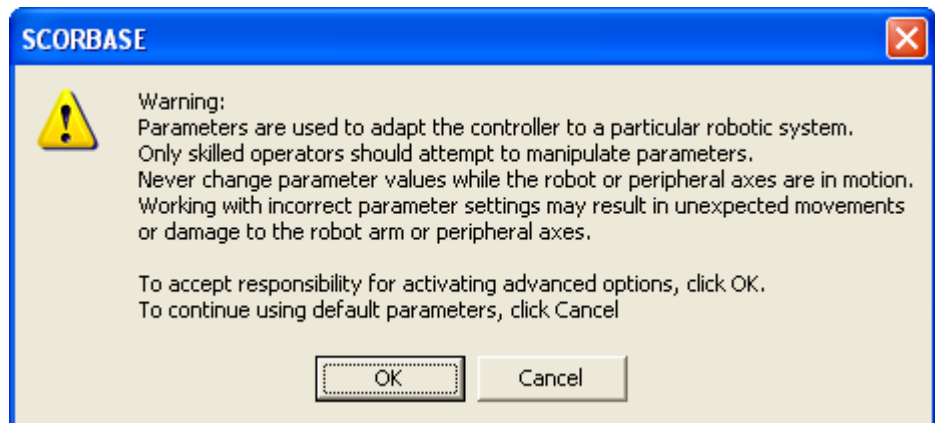 SCORBASE
Warning:
Parameters are used to adapt the controller to a particular robotic system.
Only skilled operators should attempt to manipulate parameters.
Never change parameter values while the robot or peripheral axes are in motion.
Working with incorrect parameter settings may result in unexpected movements
or damage to the robot arm or peripheral axes.
To accept responsibility for activating advanced options, click OK.
To continue using default parameters, click Cancel
OK
Cancel